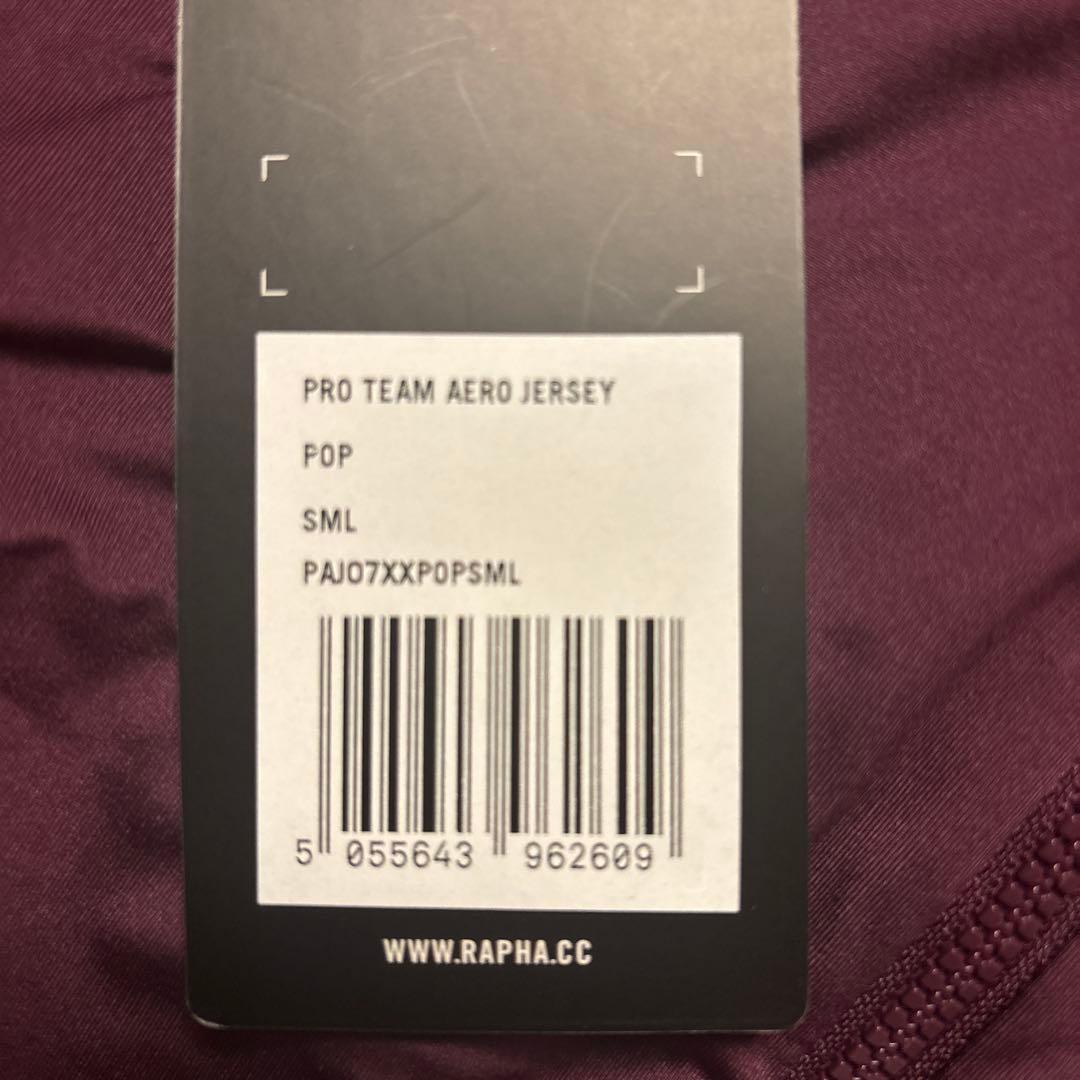 PRO TEAM AERO JERSEY
POP
SML
PAJ07XXPOPSML
5 055643 962609
WWW.RAPHA.CC